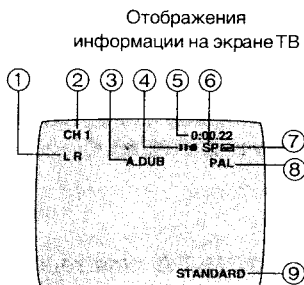 Отображения
информации на экране ТВ
① ② ③ ④ ⑤ ⑥
CH 1 0:00.22
SP ⑦
L R A.DUB PAL ⑧
STANDARD ⑨